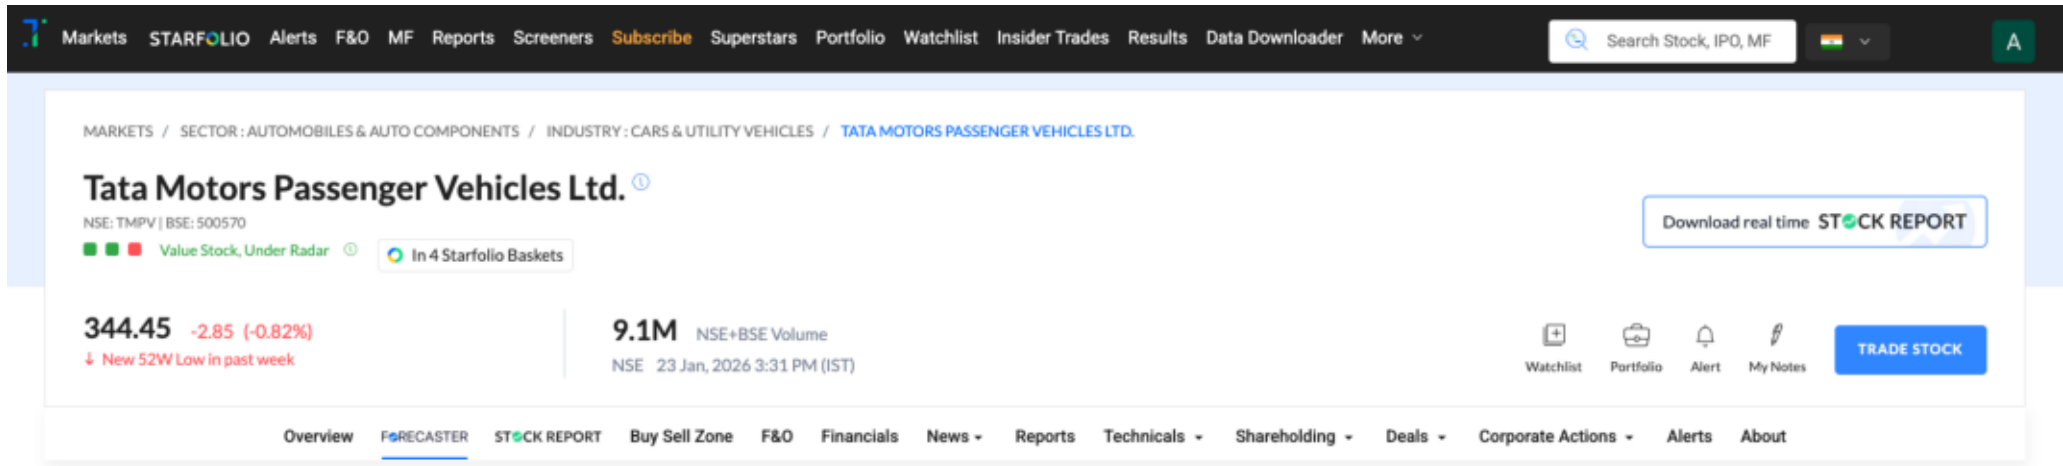 Markets STARFOLIO Alerts F&O MF Reports Screeners Subscribe Superstars Portfolio Watchlist Insider Trades Results Data Downloader More Search Stock, IPO, MF A
MARKETS / SECTOR : AUTOMOBILES & AUTO COMPONENTS / INDUSTRY : CARS & UTILITY VEHICLES / TATA MOTORS PASSENGER VEHICLES LTD.
Tata Motors Passenger Vehicles Ltd.
NSE: TMPV | BSE: 500570
Download real time STOCK REPORT
Value Stock, Under Radar In 4 Starfolio Baskets
344.45 -2.85 (-0.82%) 9.1M NSE+BSE Volume
↓ New 52W Low in past week NSE 23 Jan, 2026 3:31 PM (IST)
Watchlist Portfolio Alert My Notes TRADE STOCK
Overview FORECASTER STOCK REPORT Buy Sell Zone F&O Financials News Reports Technicals Shareholding Deals Corporate Actions Alerts About